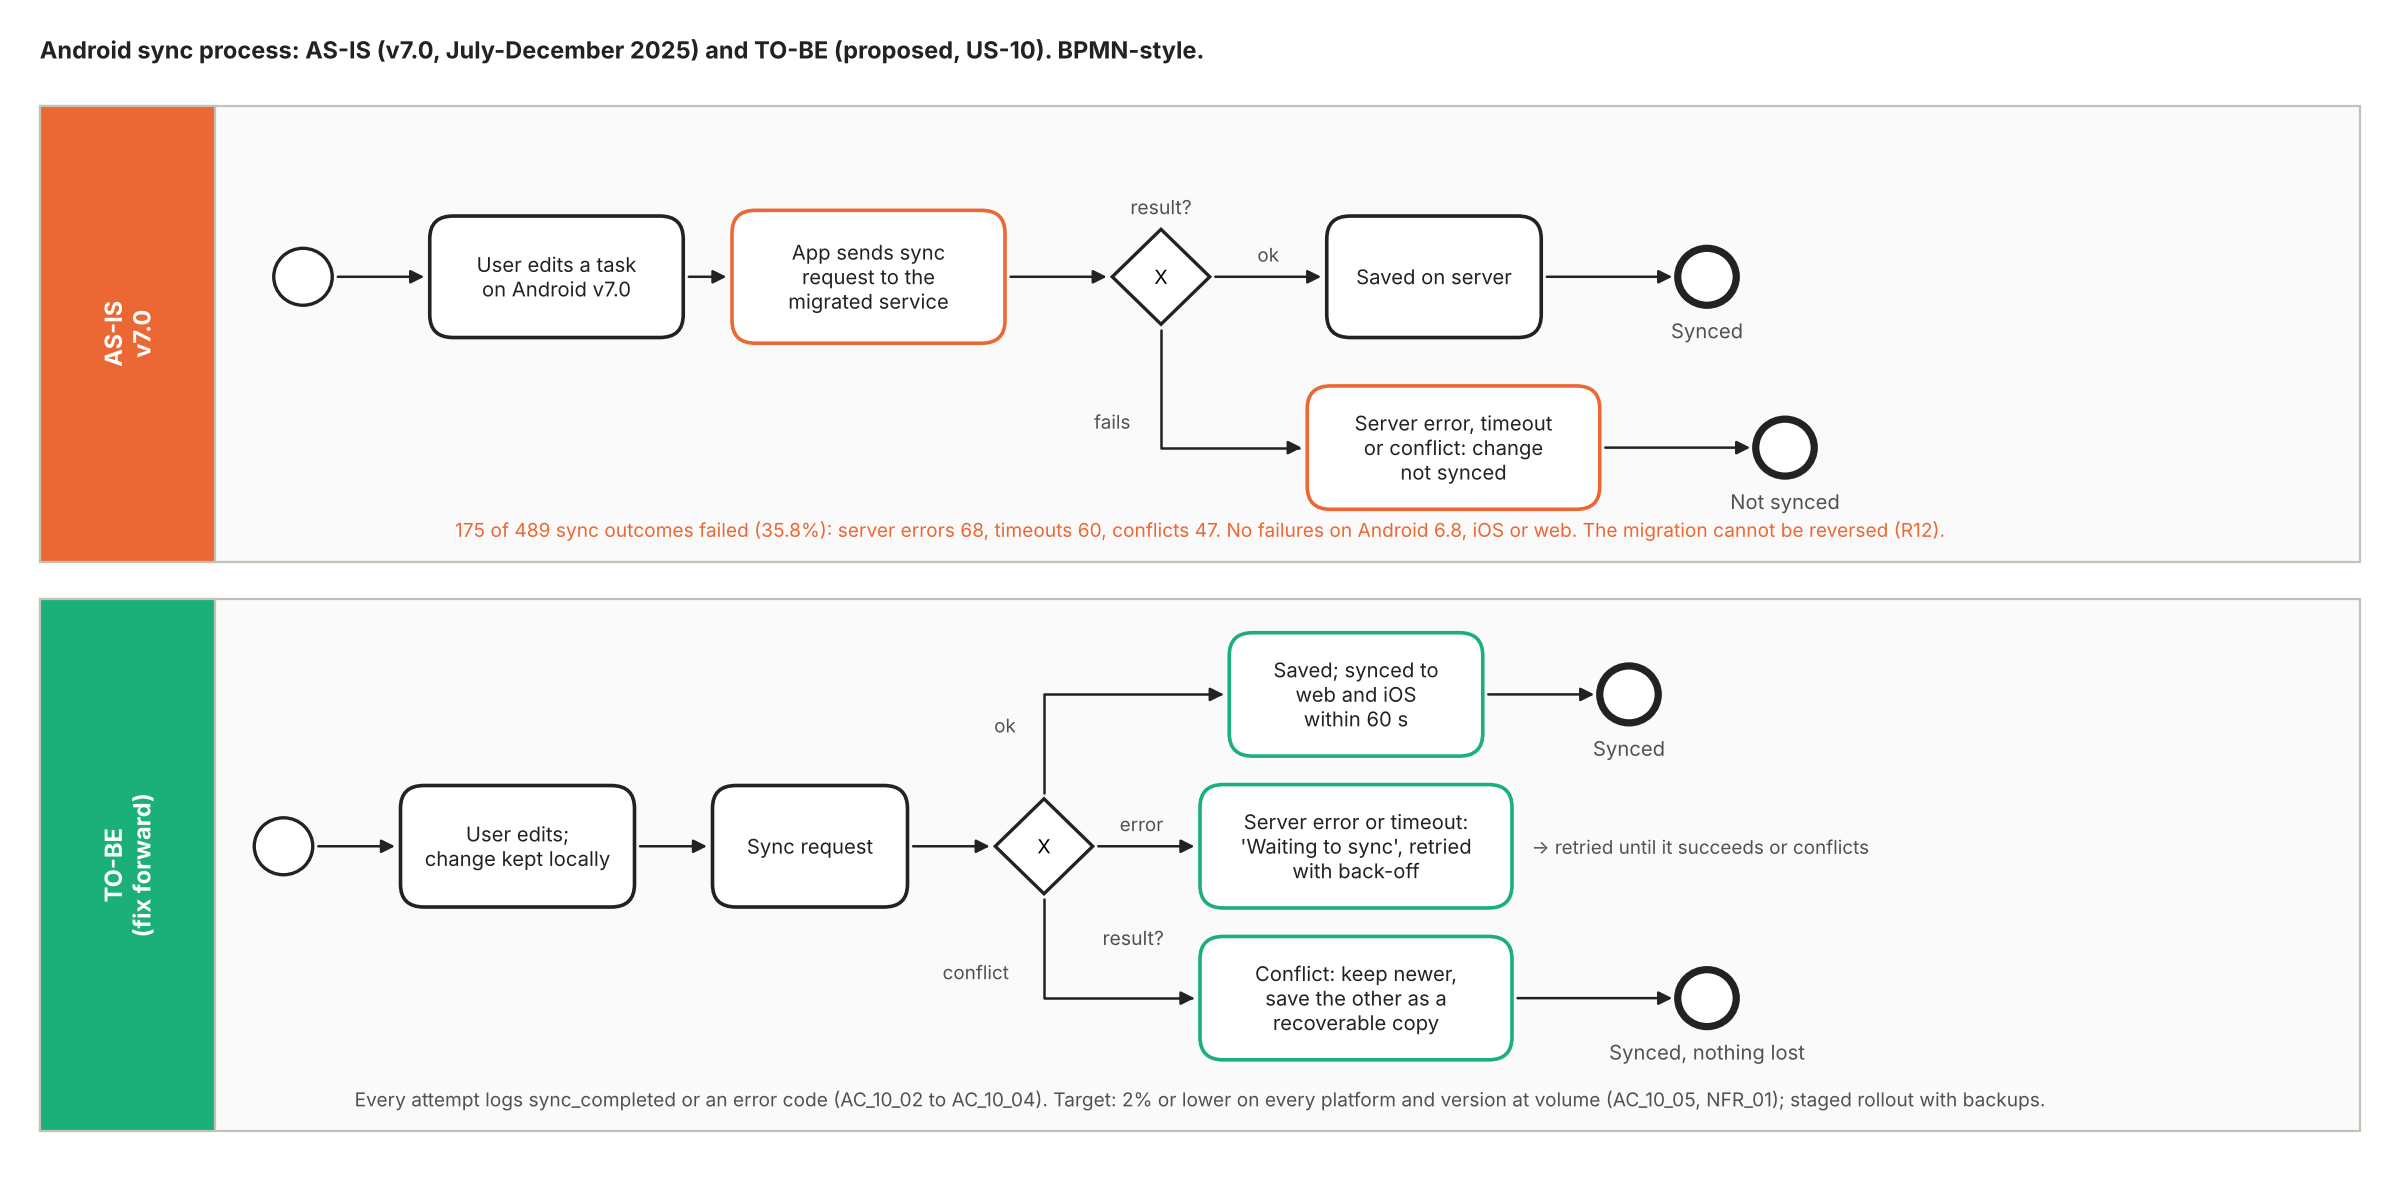 Android sync process: AS-IS (v7.0, July-December 2025) and TO-BE (proposed, US-10). BPMN-style.
AS-IS
v7.0
User edits a task
on Android v7.0
App sends sync
request to the
migrated service
result?
X
ok
Saved on server
Synced
fails
Server error, timeout
or conflict: change
not synced
Not synced
175 of 489 sync outcomes failed (35.8%): server errors 68, timeouts 60, conflicts 47. No failures on Android 6.8, iOS or web. The migration cannot be reversed (R12).
TO-BE
(fix forward)
User edits;
change kept locally
Sync request
X
ok
Saved; synced to
web and iOS
within 60 s
Synced
error
Server error or timeout:
'Waiting to sync', retried
with back-off
→ retried until it succeeds or conflicts
result?
conflict
Conflict: keep newer,
save the other as a
recoverable copy
Synced, nothing lost
Every attempt logs sync_completed or an error code (AC_10_02 to AC_10_04). Target: 2% or lower on every platform and version at volume (AC_10_05, NFR_01); staged rollout with backups.